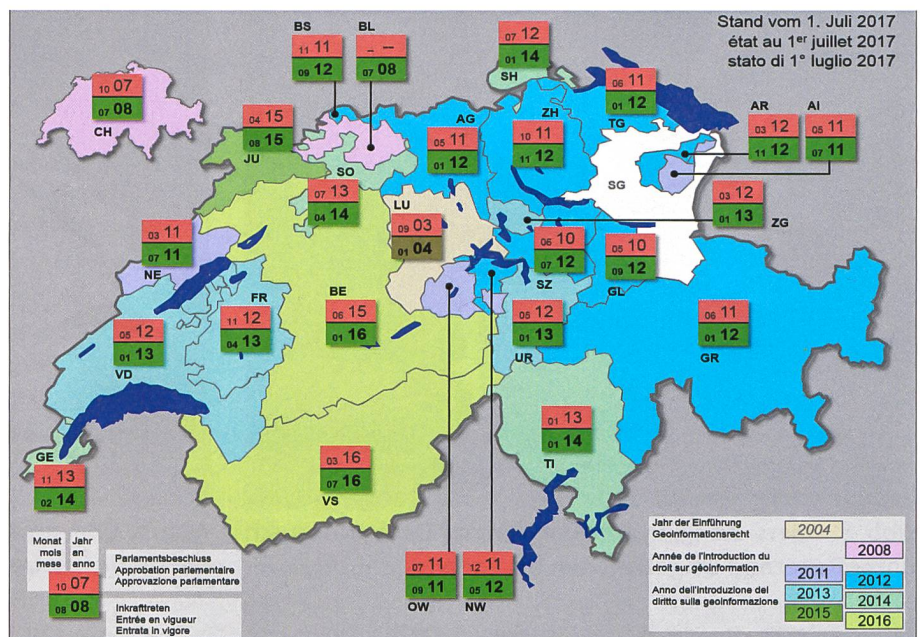 Stand vom 1. Juli 2017
état au 1er juillet 2017
stato di 1° luglio 2017
10 07
07 08
CH
BS
11 11
09 12
BL
– –
07 08
07 12
01 14
SH
06 11
01 12
TG
AR
03 12
11 12
AI
05 11
07 11
04 15
08 15
JU
AG
05 11
01 12
ZH
10 11
11 12
SO
07 13
04 14
SG
LU
09 03
01 04
03 12
01 13
ZG
03 11
07 11
NE
06 10
07 12
SZ
05 10
09 12
GL
FR
11 12
04 13
BE
06 15
01 16
05 12
01 13
VD
05 12
01 13
UR
06 11
01 12
GR
GE
11 13
02 14
03 16
07 16
VS
01 13
01 14
TI
07 11
09 11
OW
12 11
05 12
NW
Monat
mois
mese
Jahr
an
anno
10 07
08 08
Parlamentsbeschluss
Approbation parlementaire
Approvazione parlamentare
Inkrafttreten
Entrée en vigueur
Entrata in vigore
Jahr der Einführung
Geoinformationsrecht
Année de l'introduction du
droit sur géoinformation
Anno dell'introduzione del
diritto sulla geoinformazione
2004
2008
2011
2012
2013
2014
2015
2016